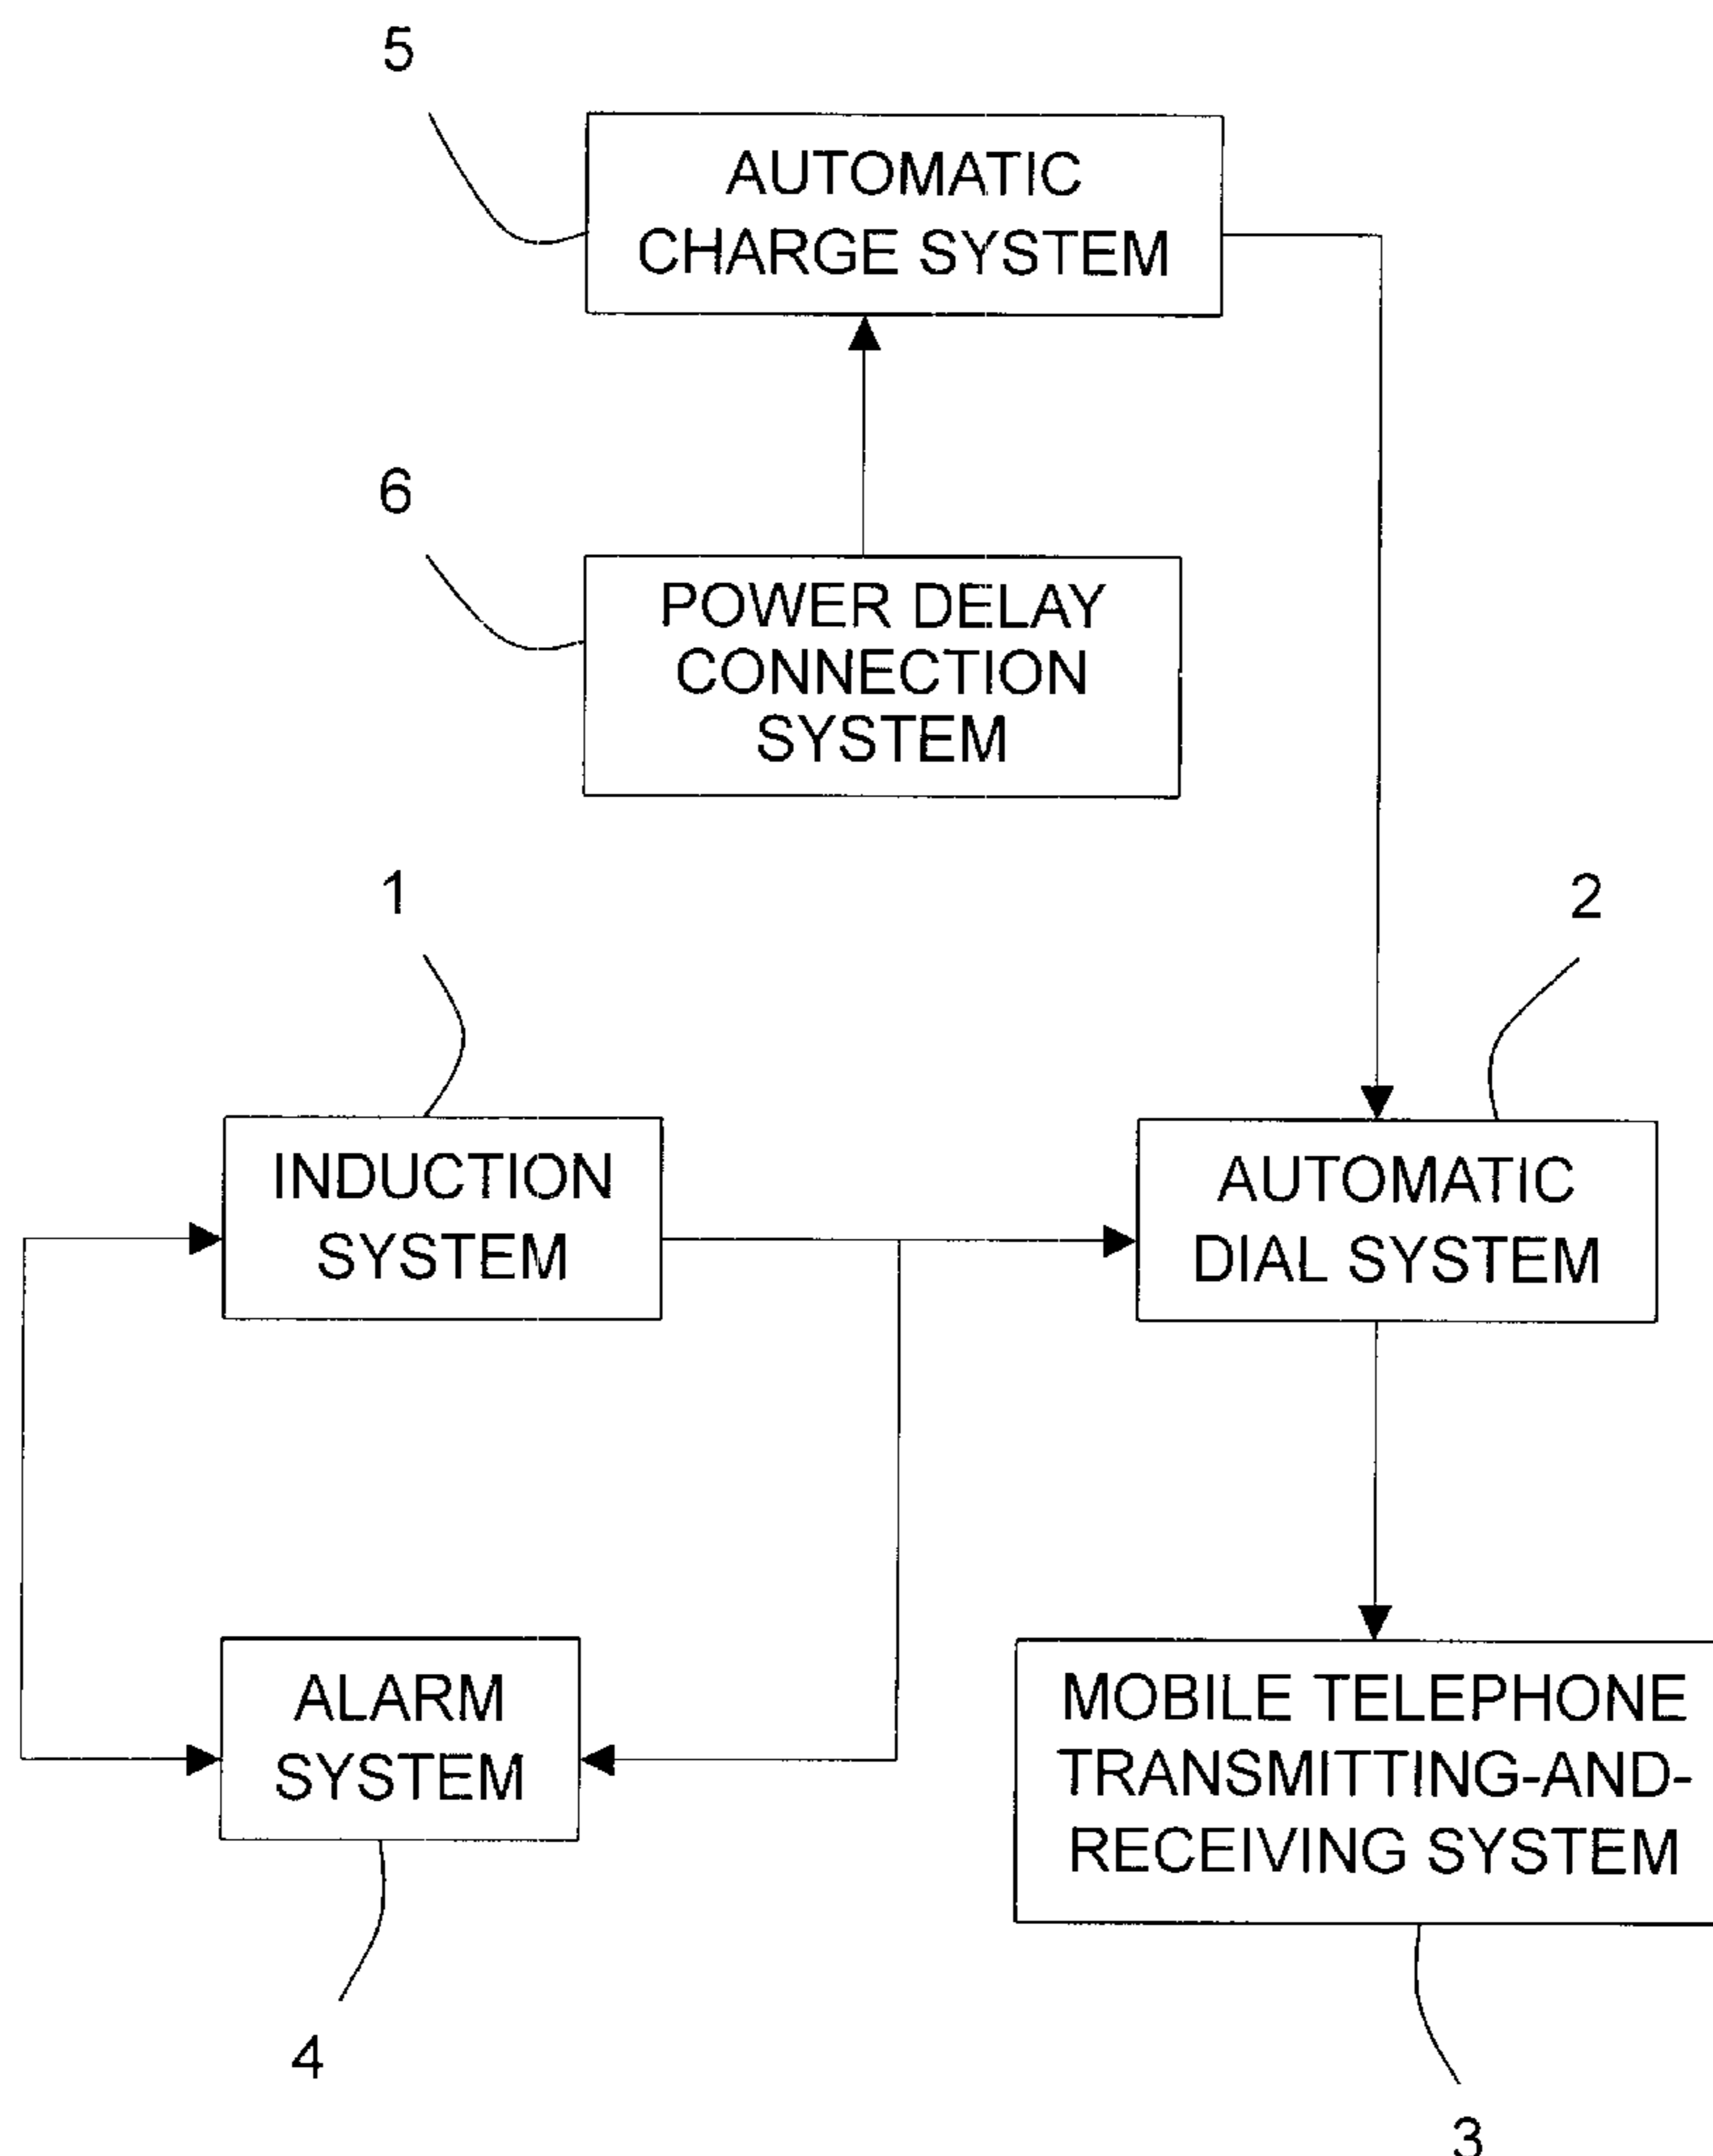 5
AUTOMATIC
CHARGE SYSTEM
6
POWER DELAY
CONNECTION
SYSTEM
1
2
INDUCTION
SYSTEM
AUTOMATIC
DIAL SYSTEM
ALARM
SYSTEM
MOBILE TELEPHONE
TRANSMITTING-AND-
RECEIVING SYSTEM
4
3